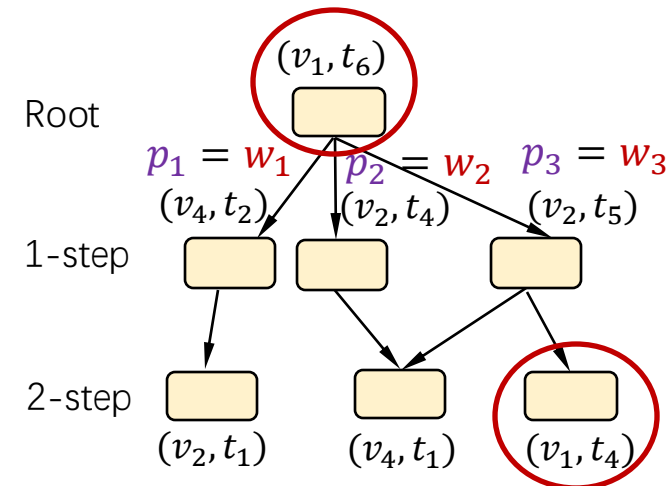 (v₁, t₆)
Root
p₁ = w₁ p₂ = w₂ p₃ = w₃
(v₄, t₂) (v₂, t₄) (v₂, t₅)
1-step
2-step
(v₂, t₁) (v₄, t₁) (v₁, t₄)